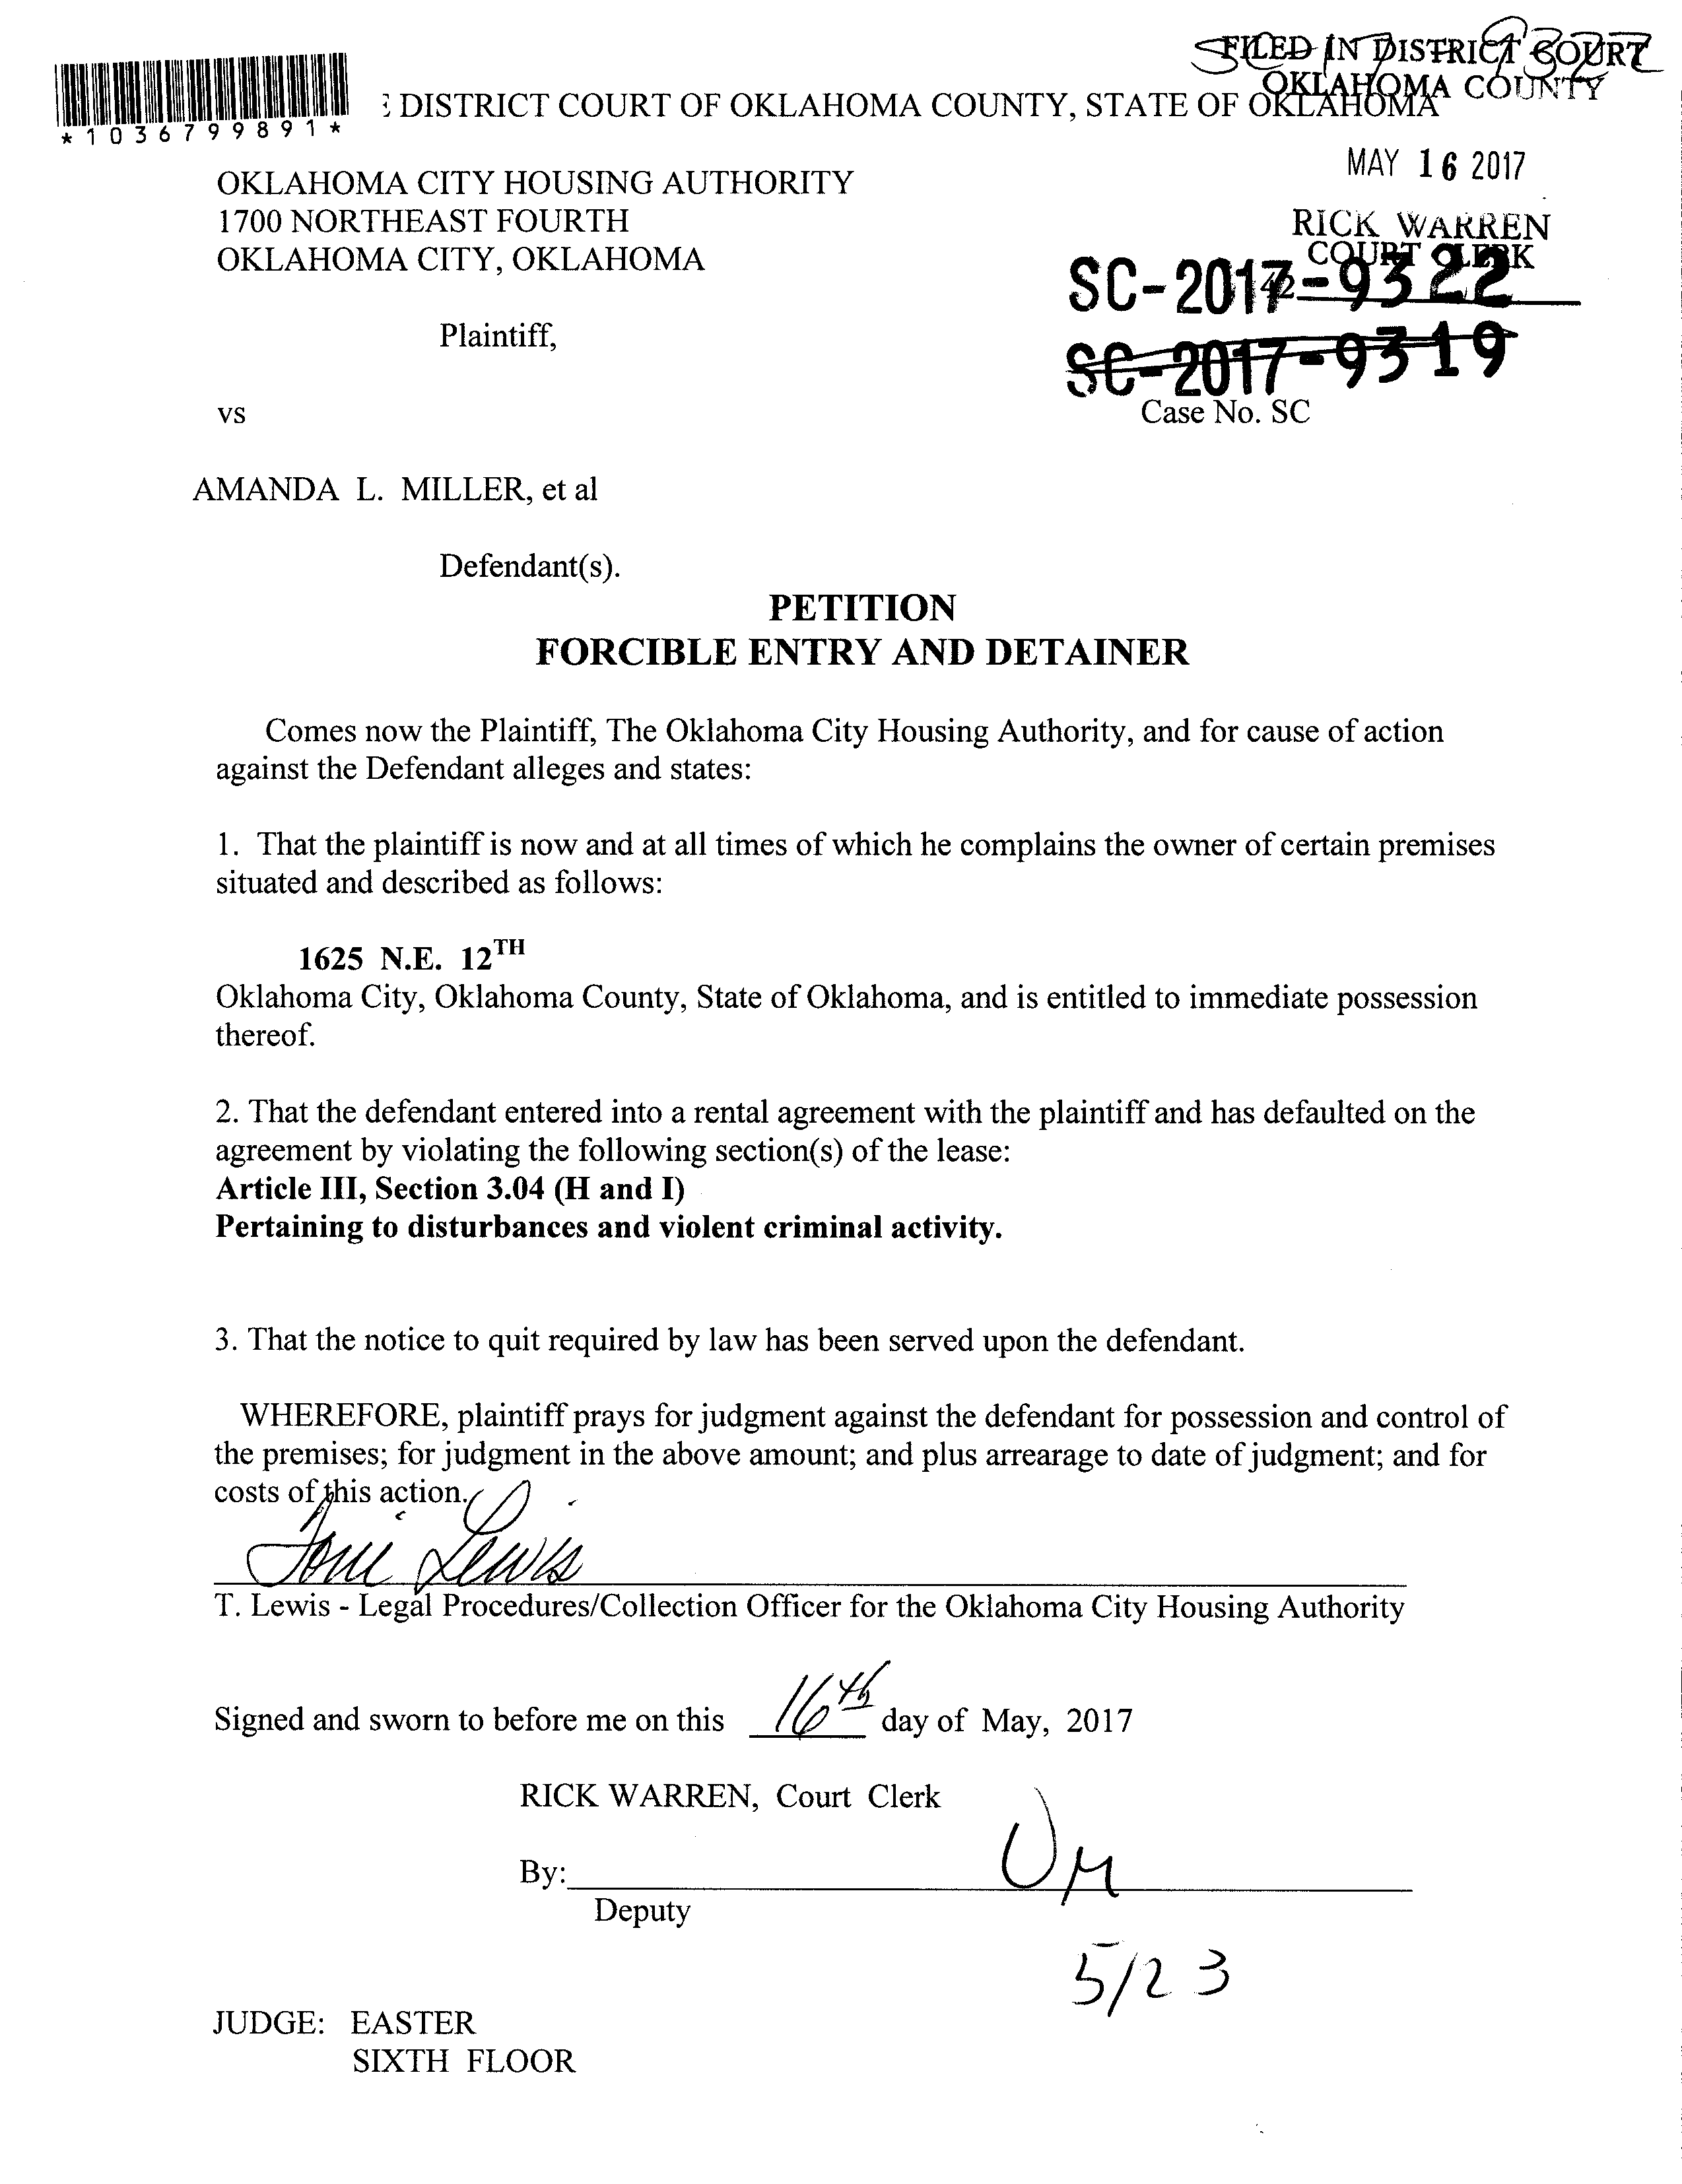 SC 17 9322
FILED IN DISTRICT COURT
OKLAHOMA COUNTY
*1036799891*
DISTRICT COURT OF OKLAHOMA COUNTY, STATE OF OKLAHOMA
MAY 16 2017
OKLAHOMA CITY HOUSING AUTHORITY
1700 NORTHEAST FOURTH
OKLAHOMA CITY, OKLAHOMA
RICK WARREN
COURT CLERK
42
SC-2017-9322
Plaintiff,
SC-2017-9319
vs
Case No. SC
AMANDA L. MILLER, et al
Defendant(s).
PETITION
FORCIBLE ENTRY AND DETAINER
Comes now the Plaintiff, The Oklahoma City Housing Authority, and for cause of action
against the Defendant alleges and states:
1. That the plaintiff is now and at all times of which he complains the owner of certain premises
situated and described as follows:
1625 N.E. 12TH
Oklahoma City, Oklahoma County, State of Oklahoma, and is entitled to immediate possession
thereof.
2. That the defendant entered into a rental agreement with the plaintiff and has defaulted on the
agreement by violating the following section(s) of the lease:
Article III, Section 3.04 (H and I)
Pertaining to disturbances and violent criminal activity.
3. That the notice to quit required by law has been served upon the defendant.
WHEREFORE, plaintiff prays for judgment against the defendant for possession and control of
the premises; for judgment in the above amount; and plus arrearage to date of judgment; and for
costs of this action.
Toni Lewis
T. Lewis - Legal Procedures/Collection Officer for the Oklahoma City Housing Authority
Signed and sworn to before me on this 16th day of May, 2017
RICK WARREN, Court Clerk
By:
Deputy
5/23
JUDGE: EASTER
SIXTH FLOOR